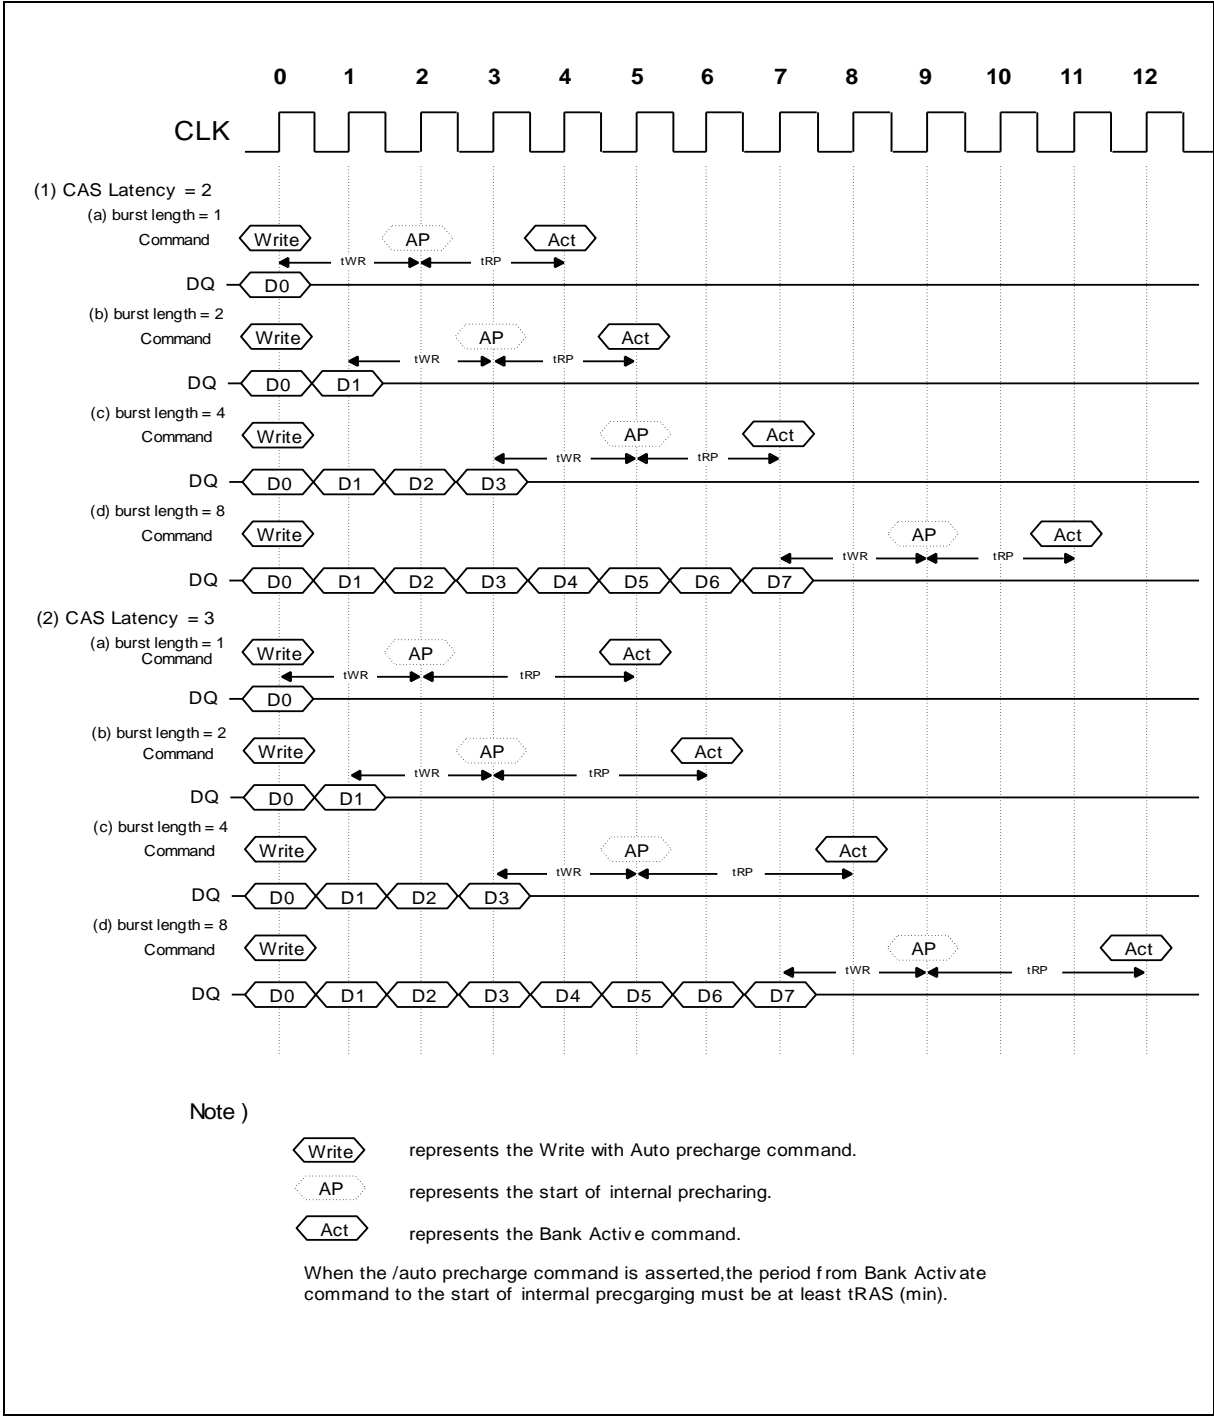 0 1 2 3 4 5 6 7 8 9 10 11 12
CLK
(1) CAS Latency = 2
(a) burst length = 1
Command Write AP Act
tWR tRP
DQ D0
(b) burst length = 2
Command Write AP Act
tWR tRP
DQ D0 D1
(c) burst length = 4
Command Write AP Act
tWR tRP
DQ D0 D1 D2 D3
(d) burst length = 8
Command Write AP Act
tWR tRP
DQ D0 D1 D2 D3 D4 D5 D6 D7
(2) CAS Latency = 3
(a) burst length = 1
Command Write AP Act
tWR tRP
DQ D0
(b) burst length = 2
Command Write AP Act
tWR tRP
DQ D0 D1
(c) burst length = 4
Command Write AP Act
tWR tRP
DQ D0 D1 D2 D3
(d) burst length = 8
Command Write AP Act
tWR tRP
DQ D0 D1 D2 D3 D4 D5 D6 D7
Note )
Write represents the Write with Auto precharge command.
AP represents the start of internal precharing.
Act represents the Bank Active command.
When the /auto precharge command is asserted,the period from Bank Activate
command to the start of intermal precgarging must be at least tRAS (min).